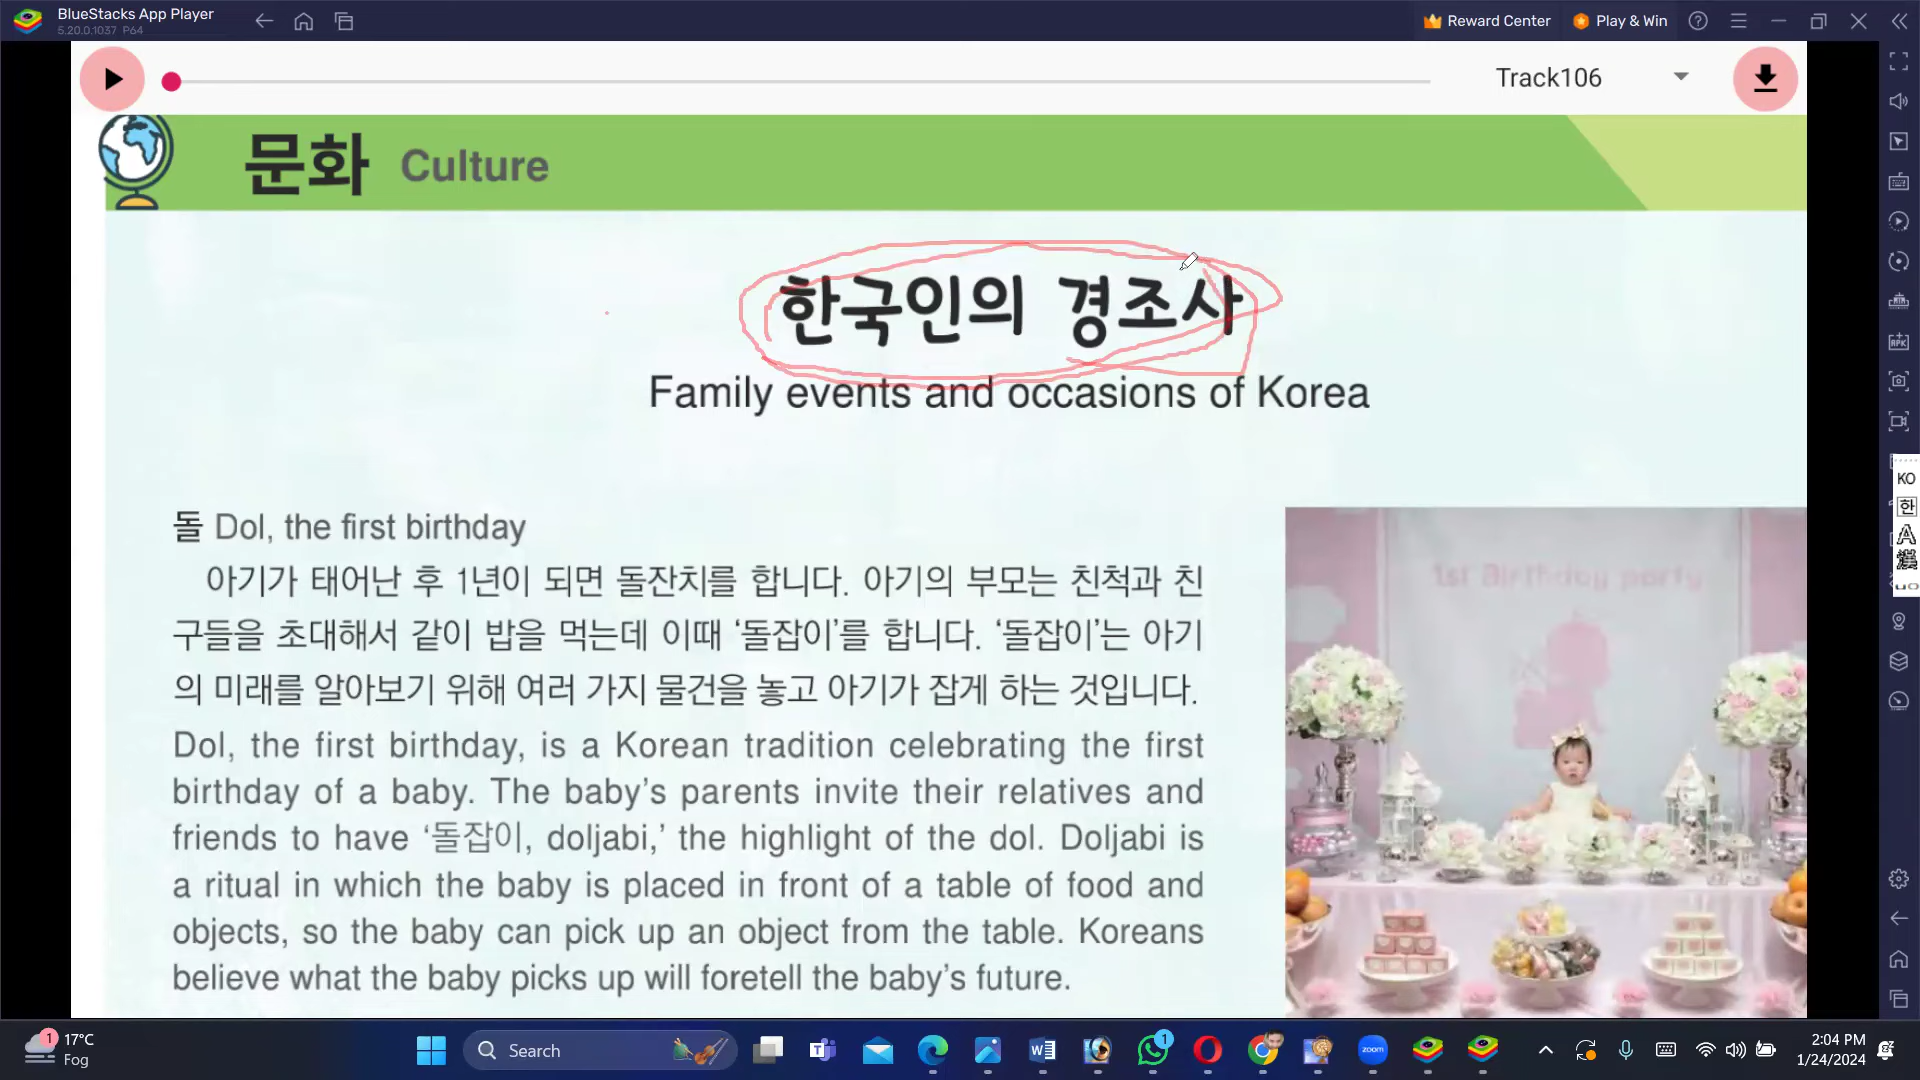 BlueStacks App Player
5.20.0.1037 P64
Reward Center
Play & Win
Track106
문화 Culture
한국인의 경조사
Family events and occasions of Korea
돌 Dol, the first birthday
아기가 태어난 후 1년이 되면 돌잔치를 합니다. 아기의 부모는 친척과 친
구들을 초대해서 같이 밥을 먹는데 이때 ‘돌잡이’를 합니다. ‘돌잡이’는 아기
의 미래를 알아보기 위해 여러 가지 물건을 놓고 아기가 잡게 하는 것입니다.
Dol, the first birthday, is a Korean tradition celebrating the first
birthday of a baby. The baby’s parents invite their relatives and
friends to have ‘돌잡이, doljabi,’ the highlight of the dol. Doljabi is
a ritual in which the baby is placed in front of a table of food and
objects, so the baby can pick up an object from the table. Koreans
believe what the baby picks up will foretell the baby’s future.
1st Birthday party
APK
KO
한
A
漢
1
17°C
Fog
Search
1
zoom
2:04 PM
1/24/2024